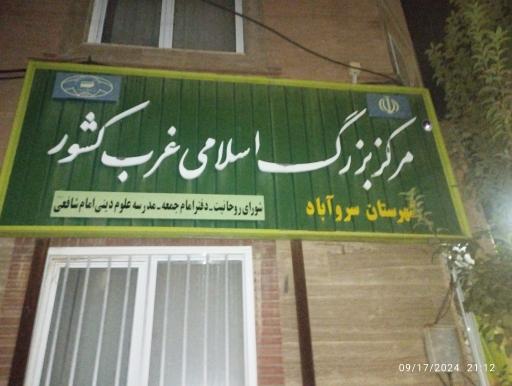 مرکز بزرگ اسلامی غرب کشور
شهرستان سروآباد
شورای روحانیت - دفتر امام جمعه - مدرسه علوم دینی امام شافعی
09/17/2024 21:12